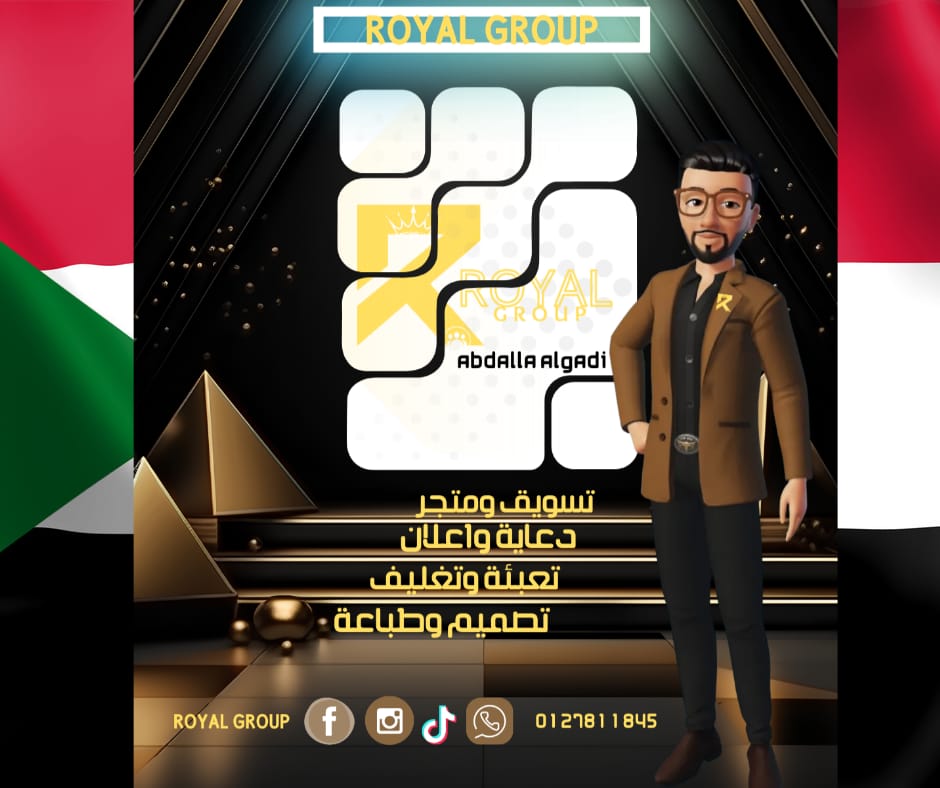 ROYAL GROUP
ROYAL
GROUP
Abdalla Algadi
تسويق ومتجر
دعاية واعلان
تعبئة وتغليف
تصميم وطباعة
ROYAL GROUP
0127811845